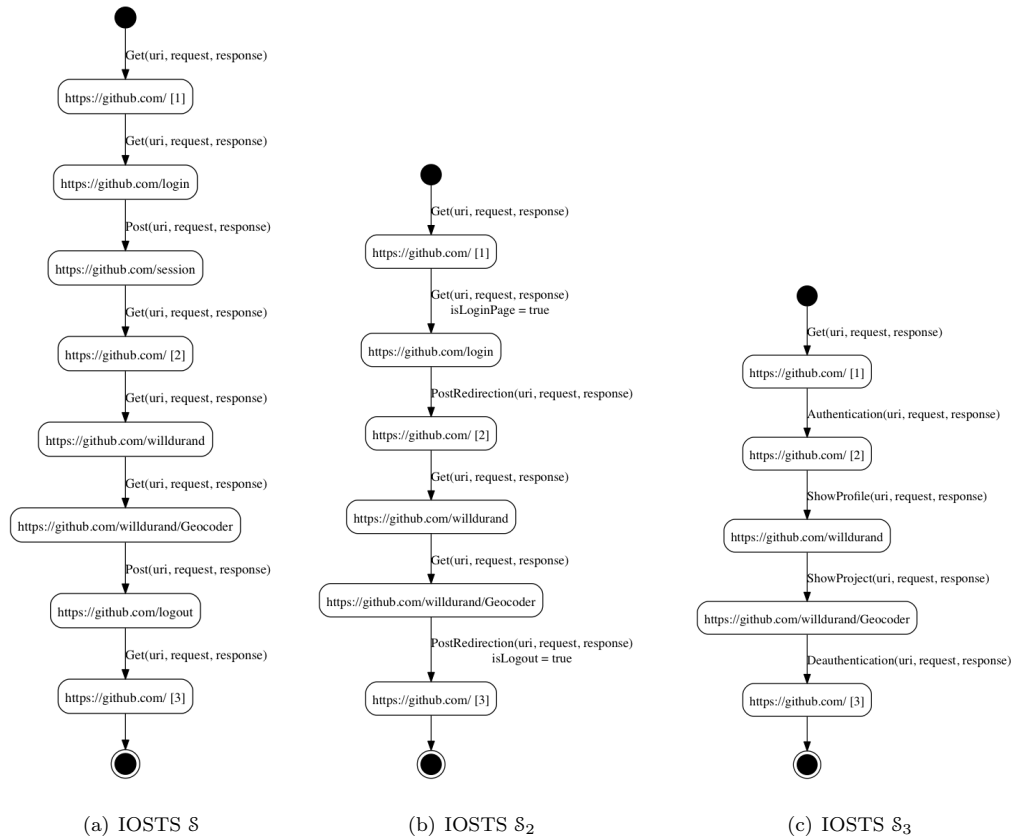 Get(uri, request, response)
https://github.com/ [1]
Get(uri, request, response)
https://github.com/login
Post(uri, request, response)
https://github.com/session
Get(uri, request, response)
https://github.com/ [2]
Get(uri, request, response)
https://github.com/willdurand
Get(uri, request, response)
https://github.com/willdurand/Geocoder
Post(uri, request, response)
https://github.com/logout
Get(uri, request, response)
https://github.com/ [3]
(a) IOSTS S
Get(uri, request, response)
https://github.com/ [1]
Get(uri, request, response)
isLoginPage = true
https://github.com/login
PostRedirection(uri, request, response)
https://github.com/ [2]
Get(uri, request, response)
https://github.com/willdurand
Get(uri, request, response)
https://github.com/willdurand/Geocoder
PostRedirection(uri, request, response)
isLogout = true
https://github.com/ [3]
(b) IOSTS S₂
Get(uri, request, response)
https://github.com/ [1]
Authentication(uri, request, response)
https://github.com/ [2]
ShowProfile(uri, request, response)
https://github.com/willdurand
ShowProject(uri, request, response)
https://github.com/willdurand/Geocoder
Deauthentication(uri, request, response)
https://github.com/ [3]
(c) IOSTS S₃